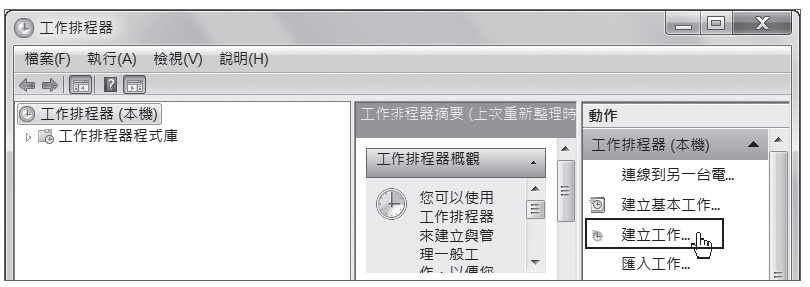 工作排程器
檔案(F) 執行(A) 檢視(V) 說明(H)
工作排程器 (本機)
工作排程器程式庫
工作排程器摘要 (上次重新整理時
工作排程器概觀
您可以使用
工作排程器
來建立與管
理一般工
作，以便您
動作
工作排程器 (本機)
連線到另一台電...
建立基本工作...
建立工作...
匯入工作...